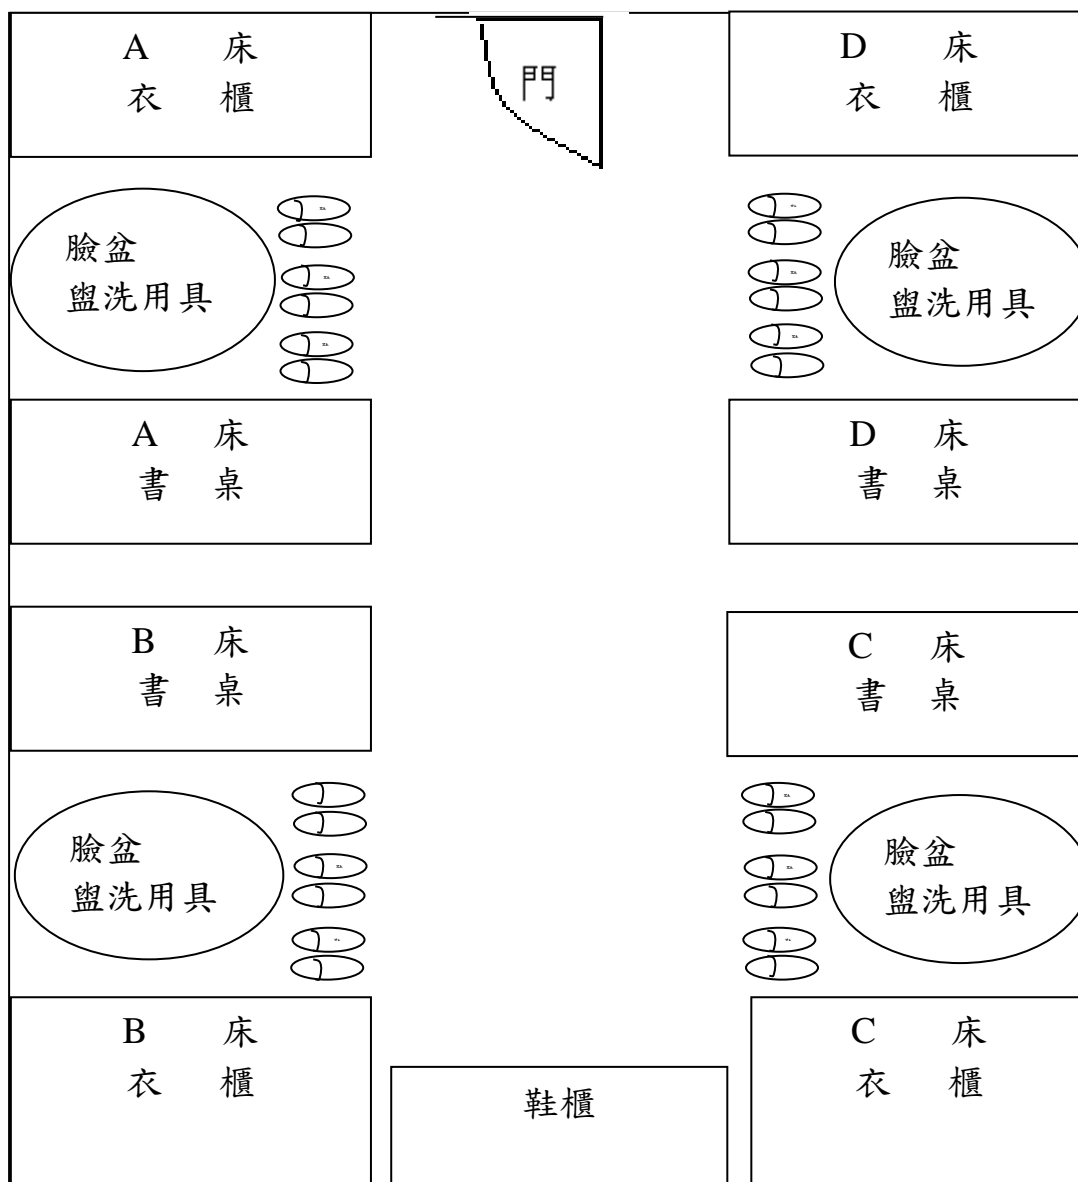 A 床
衣 櫃
門
D 床
衣 櫃
臉盆
盥洗用具
臉盆
盥洗用具
A 床
書 桌
D 床
書 桌
B 床
書 桌
C 床
書 桌
臉盆
盥洗用具
臉盆
盥洗用具
B 床
衣 櫃
鞋櫃
C 床
衣 櫃